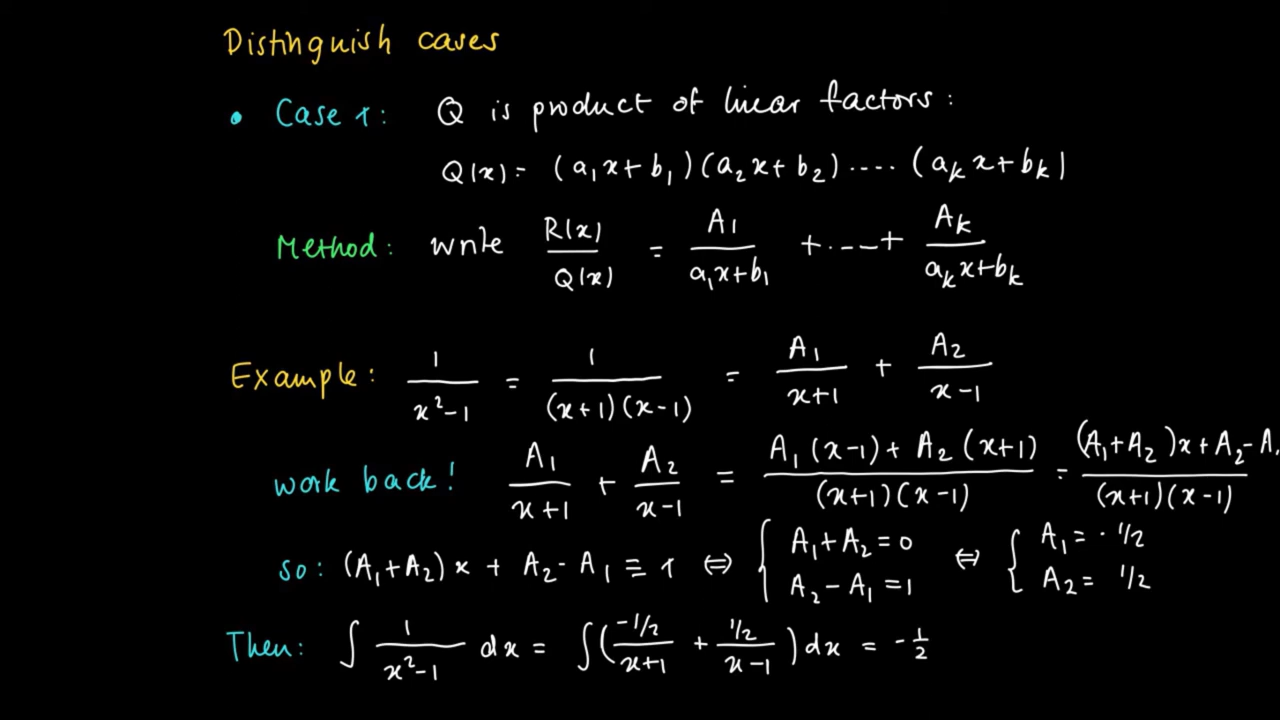 Distinguish cases
• Case 1: Q is product of linear factors:
Q(x) = (a₁x+b₁)(a₂x+b₂).....(aₖx+bₖ)
Method: write R(x)/Q(x) = A₁/(a₁x+b₁) +...+ Aₖ/(aₖx+bₖ)
Example: 1/(x²-1) = 1/((x+1)(x-1)) = A₁/(x+1) + A₂/(x-1)
work back! A₁/(x+1) + A₂/(x-1) = (A₁(x-1)+A₂(x+1))/((x+1)(x-1)) = ((A₁+A₂)x+A₂-A₁)/((x+1)(x-1))
so: (A₁+A₂)x + A₂-A₁ ≡ 1 ⇔ { A₁+A₂=0 A₂-A₁=1 ⇔ { A₁=-1/2 A₂=1/2
Then: ∫ 1/(x²-1) dx = ∫((-1/2)/(x+1) + (1/2)/(x-1))dx = -1/2